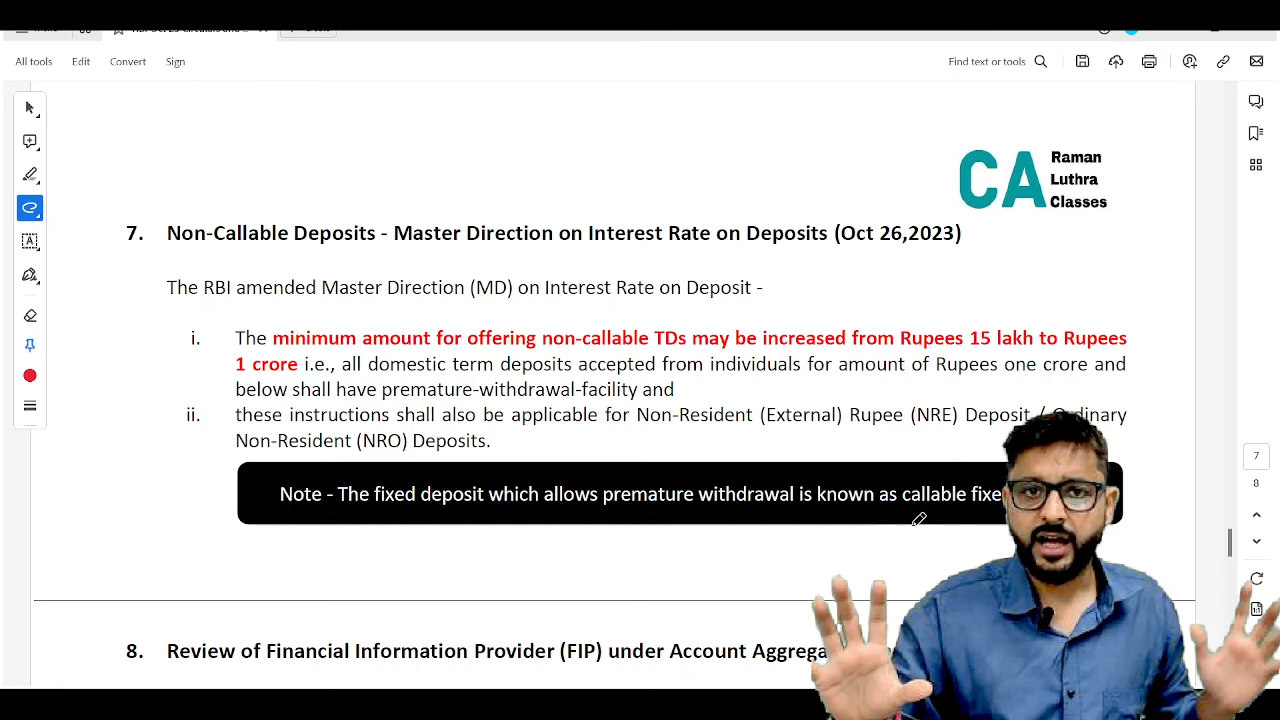 All tools Edit Convert Sign Find text or tools
CA Raman
Luthra
Classes
7. Non-Callable Deposits - Master Direction on Interest Rate on Deposits (Oct 26,2023)
The RBI amended Master Direction (MD) on Interest Rate on Deposit -
i. The minimum amount for offering non-callable TDs may be increased from Rupees 15 lakh to Rupees
1 crore i.e., all domestic term deposits accepted from individuals for amount of Rupees one crore and
below shall have premature-withdrawal-facility and
ii. these instructions shall also be applicable for Non-Resident (External) Rupee (NRE) Deposit / Ordinary
Non-Resident (NRO) Deposits.
Note - The fixed deposit which allows premature withdrawal is known as callable
7
8
8. Review of Financial Information Provider (FIP) under Account